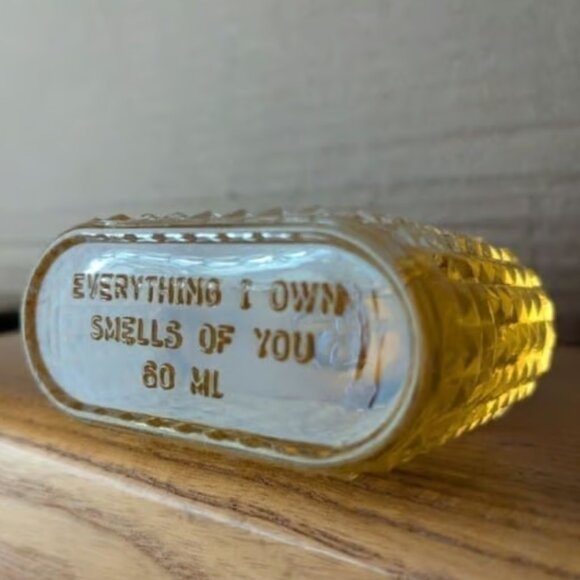 EVERYTHING I OWN
SMELLS OF YOU
60 ML